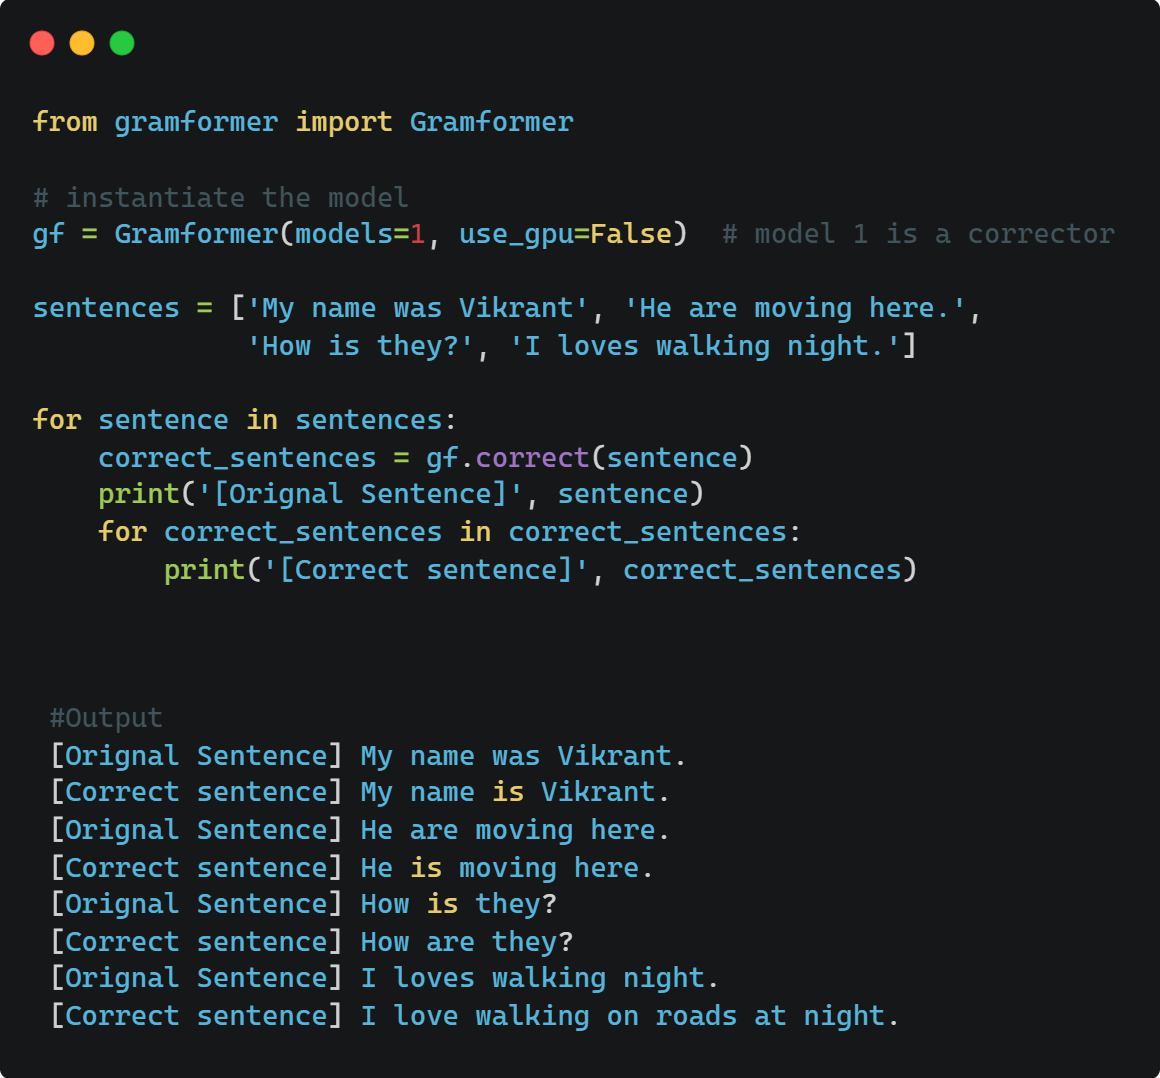 from gramformer import Gramformer
# instantiate the model
gf = Gramformer(models=1, use_gpu=False)  # model 1 is a corrector
sentences = ['My name was Vikrant', 'He are moving here.',
             'How is they?', 'I loves walking night.']
for sentence in sentences:
    correct_sentences = gf.correct(sentence)
    print('[Orignal Sentence]', sentence)
    for correct_sentences in correct_sentences:
        print('[Correct sentence]', correct_sentences)
#Output
[Orignal Sentence] My name was Vikrant.
[Correct sentence] My name is Vikrant.
[Orignal Sentence] He are moving here.
[Correct sentence] He is moving here.
[Orignal Sentence] How is they?
[Correct sentence] How are they?
[Orignal Sentence] I loves walking night.
[Correct sentence] I love walking on roads at night.